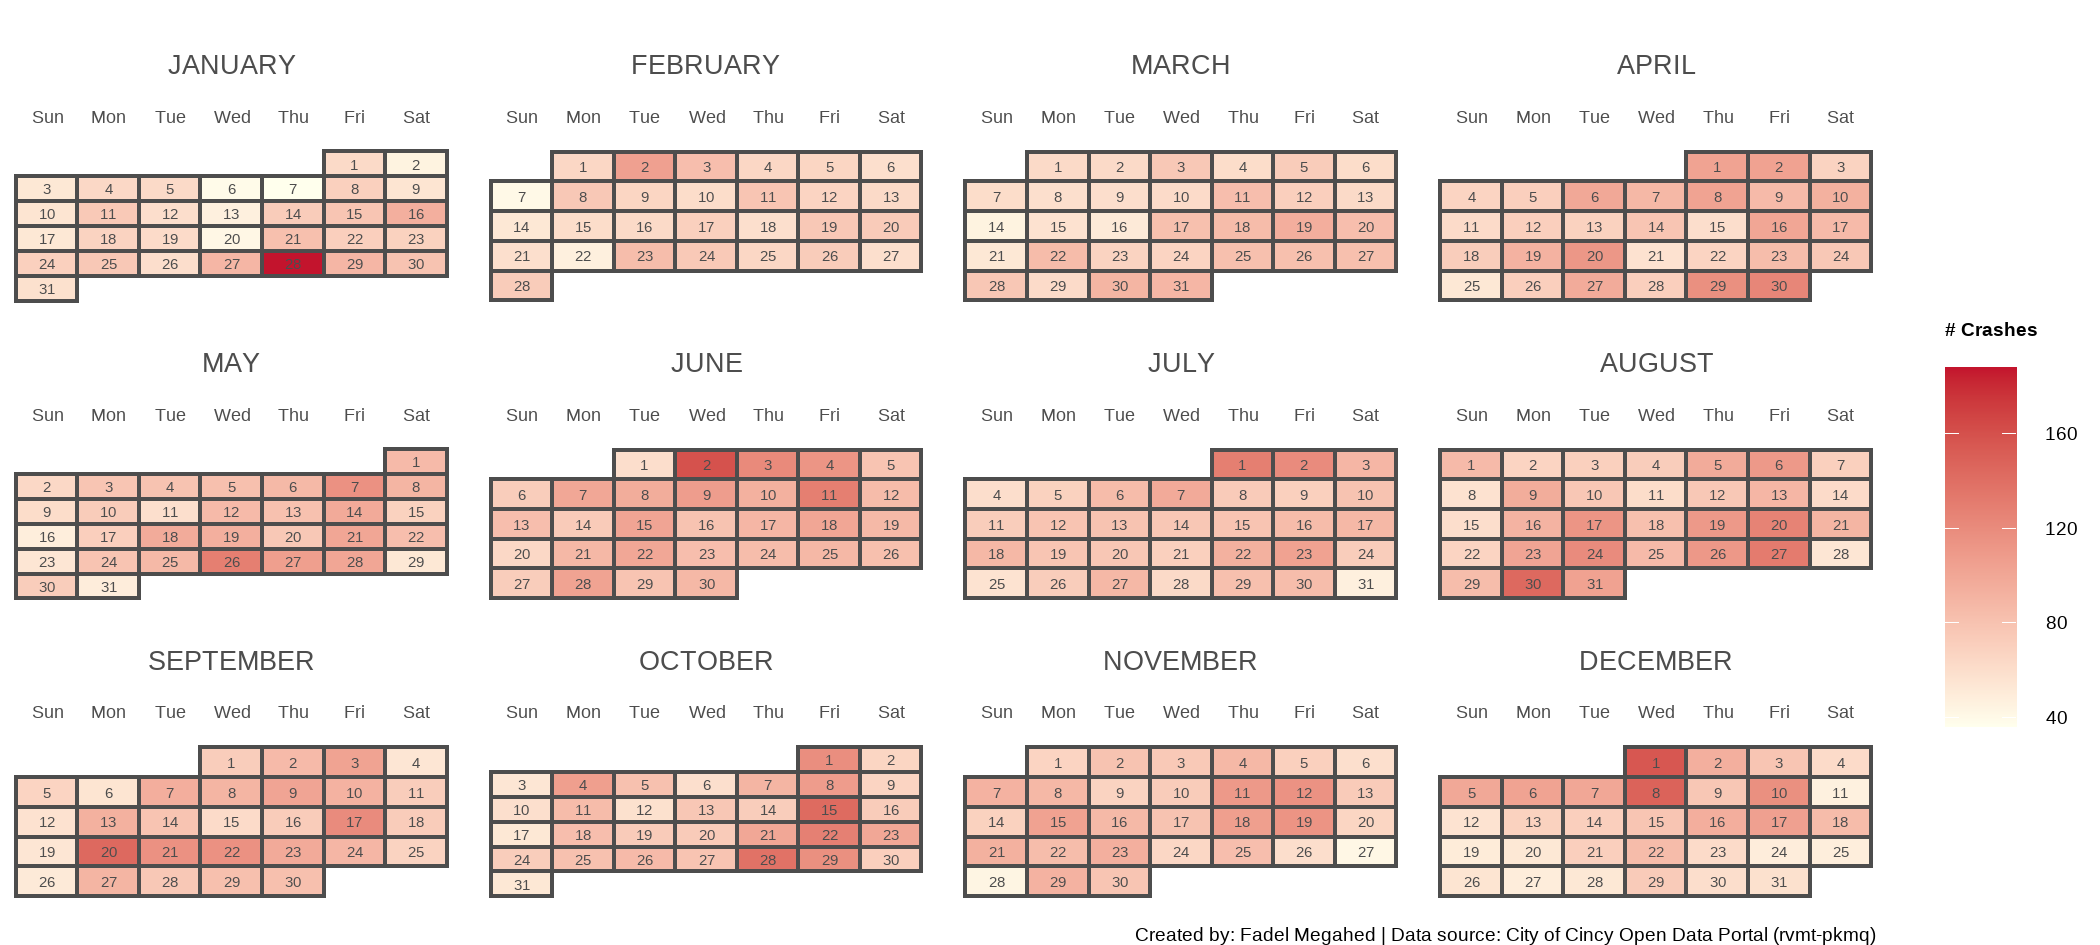 JANUARY FEBRUARY MARCH APRIL
Sun Mon Tue Wed Thu Fri Sat Sun Mon Tue Wed Thu Fri Sat Sun Mon Tue Wed Thu Fri Sat Sun Mon Tue Wed Thu Fri Sat
1 2 1 2 3 4 5 6 1 2 3 4 5 6 1 2 3
3 4 5 6 7 8 9 7 8 9 10 11 12 13 7 8 9 10 11 12 13 4 5 6 7 8 9 10
10 11 12 13 14 15 16 14 15 16 17 18 19 20 14 15 16 17 18 19 20 11 12 13 14 15 16 17
17 18 19 20 21 22 23 21 22 23 24 25 26 27 21 22 23 24 25 26 27 18 19 20 21 22 23 24
24 25 26 27 28 29 30 28 28 29 30 31 25 26 27 28 29 30
31
# Crashes
160
120
80
40
MAY JUNE JULY AUGUST
Sun Mon Tue Wed Thu Fri Sat Sun Mon Tue Wed Thu Fri Sat Sun Mon Tue Wed Thu Fri Sat Sun Mon Tue Wed Thu Fri Sat
1 1 2 3 4 5 1 2 3 1 2 3 4 5 6 7
2 3 4 5 6 7 8 6 7 8 9 10 11 12 4 5 6 7 8 9 10 8 9 10 11 12 13 14
9 10 11 12 13 14 15 13 14 15 16 17 18 19 11 12 13 14 15 16 17 15 16 17 18 19 20 21
16 17 18 19 20 21 22 20 21 22 23 24 25 26 18 19 20 21 22 23 24 22 23 24 25 26 27 28
23 24 25 26 27 28 29 27 28 29 30 25 26 27 28 29 30 31 29 30 31
30 31
SEPTEMBER OCTOBER NOVEMBER DECEMBER
Sun Mon Tue Wed Thu Fri Sat Sun Mon Tue Wed Thu Fri Sat Sun Mon Tue Wed Thu Fri Sat Sun Mon Tue Wed Thu Fri Sat
1 2 3 4 1 2 1 2 3 4 5 6 1 2 3 4
5 6 7 8 9 10 11 3 4 5 6 7 8 9 7 8 9 10 11 12 13 5 6 7 8 9 10 11
12 13 14 15 16 17 18 10 11 12 13 14 15 16 14 15 16 17 18 19 20 12 13 14 15 16 17 18
19 20 21 22 23 24 25 17 18 19 20 21 22 23 21 22 23 24 25 26 27 19 20 21 22 23 24 25
26 27 28 29 30 24 25 26 27 28 29 30 28 29 30 26 27 28 29 30 31
31
Created by: Fadel Megahed | Data source: City of Cincy Open Data Portal (rvmt-pkmq)